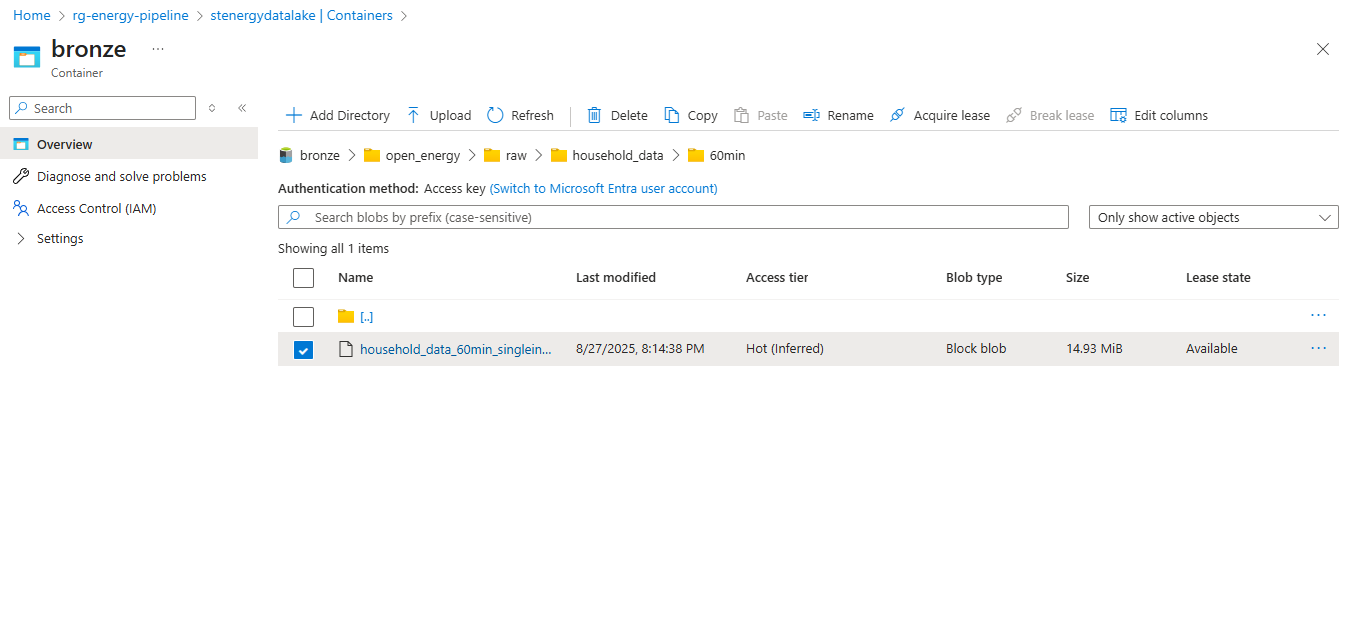 Home > rg-energy-pipeline > stenergydatalake | Containers >
bronze ...
Container
Search
Overview
Diagnose and solve problems
Access Control (IAM)
Settings
Add Directory Upload Refresh Delete Copy Paste Rename Acquire lease Break lease Edit columns
bronze > open_energy > raw > household_data > 60min
Authentication method: Access key (Switch to Microsoft Entra user account)
Search blobs by prefix (case-sensitive) Only show active objects
Showing all 1 items
Name Last modified Access tier Blob type Size Lease state
[..] ...
household_data_60min_singlein... 8/27/2025, 8:14:38 PM Hot (Inferred) Block blob 14.93 MiB Available ...